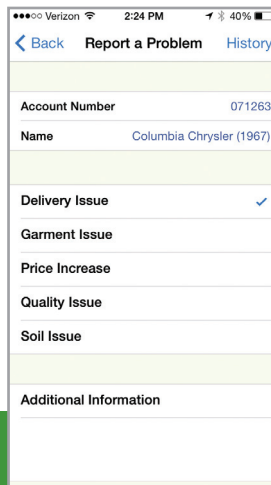 Verizon 2:24 PM 40%
Back Report a Problem History
Account Number 071263
Name Columbia Chrysler (1967)
Delivery Issue
Garment Issue
Price Increase
Quality Issue
Soil Issue
Additional Information